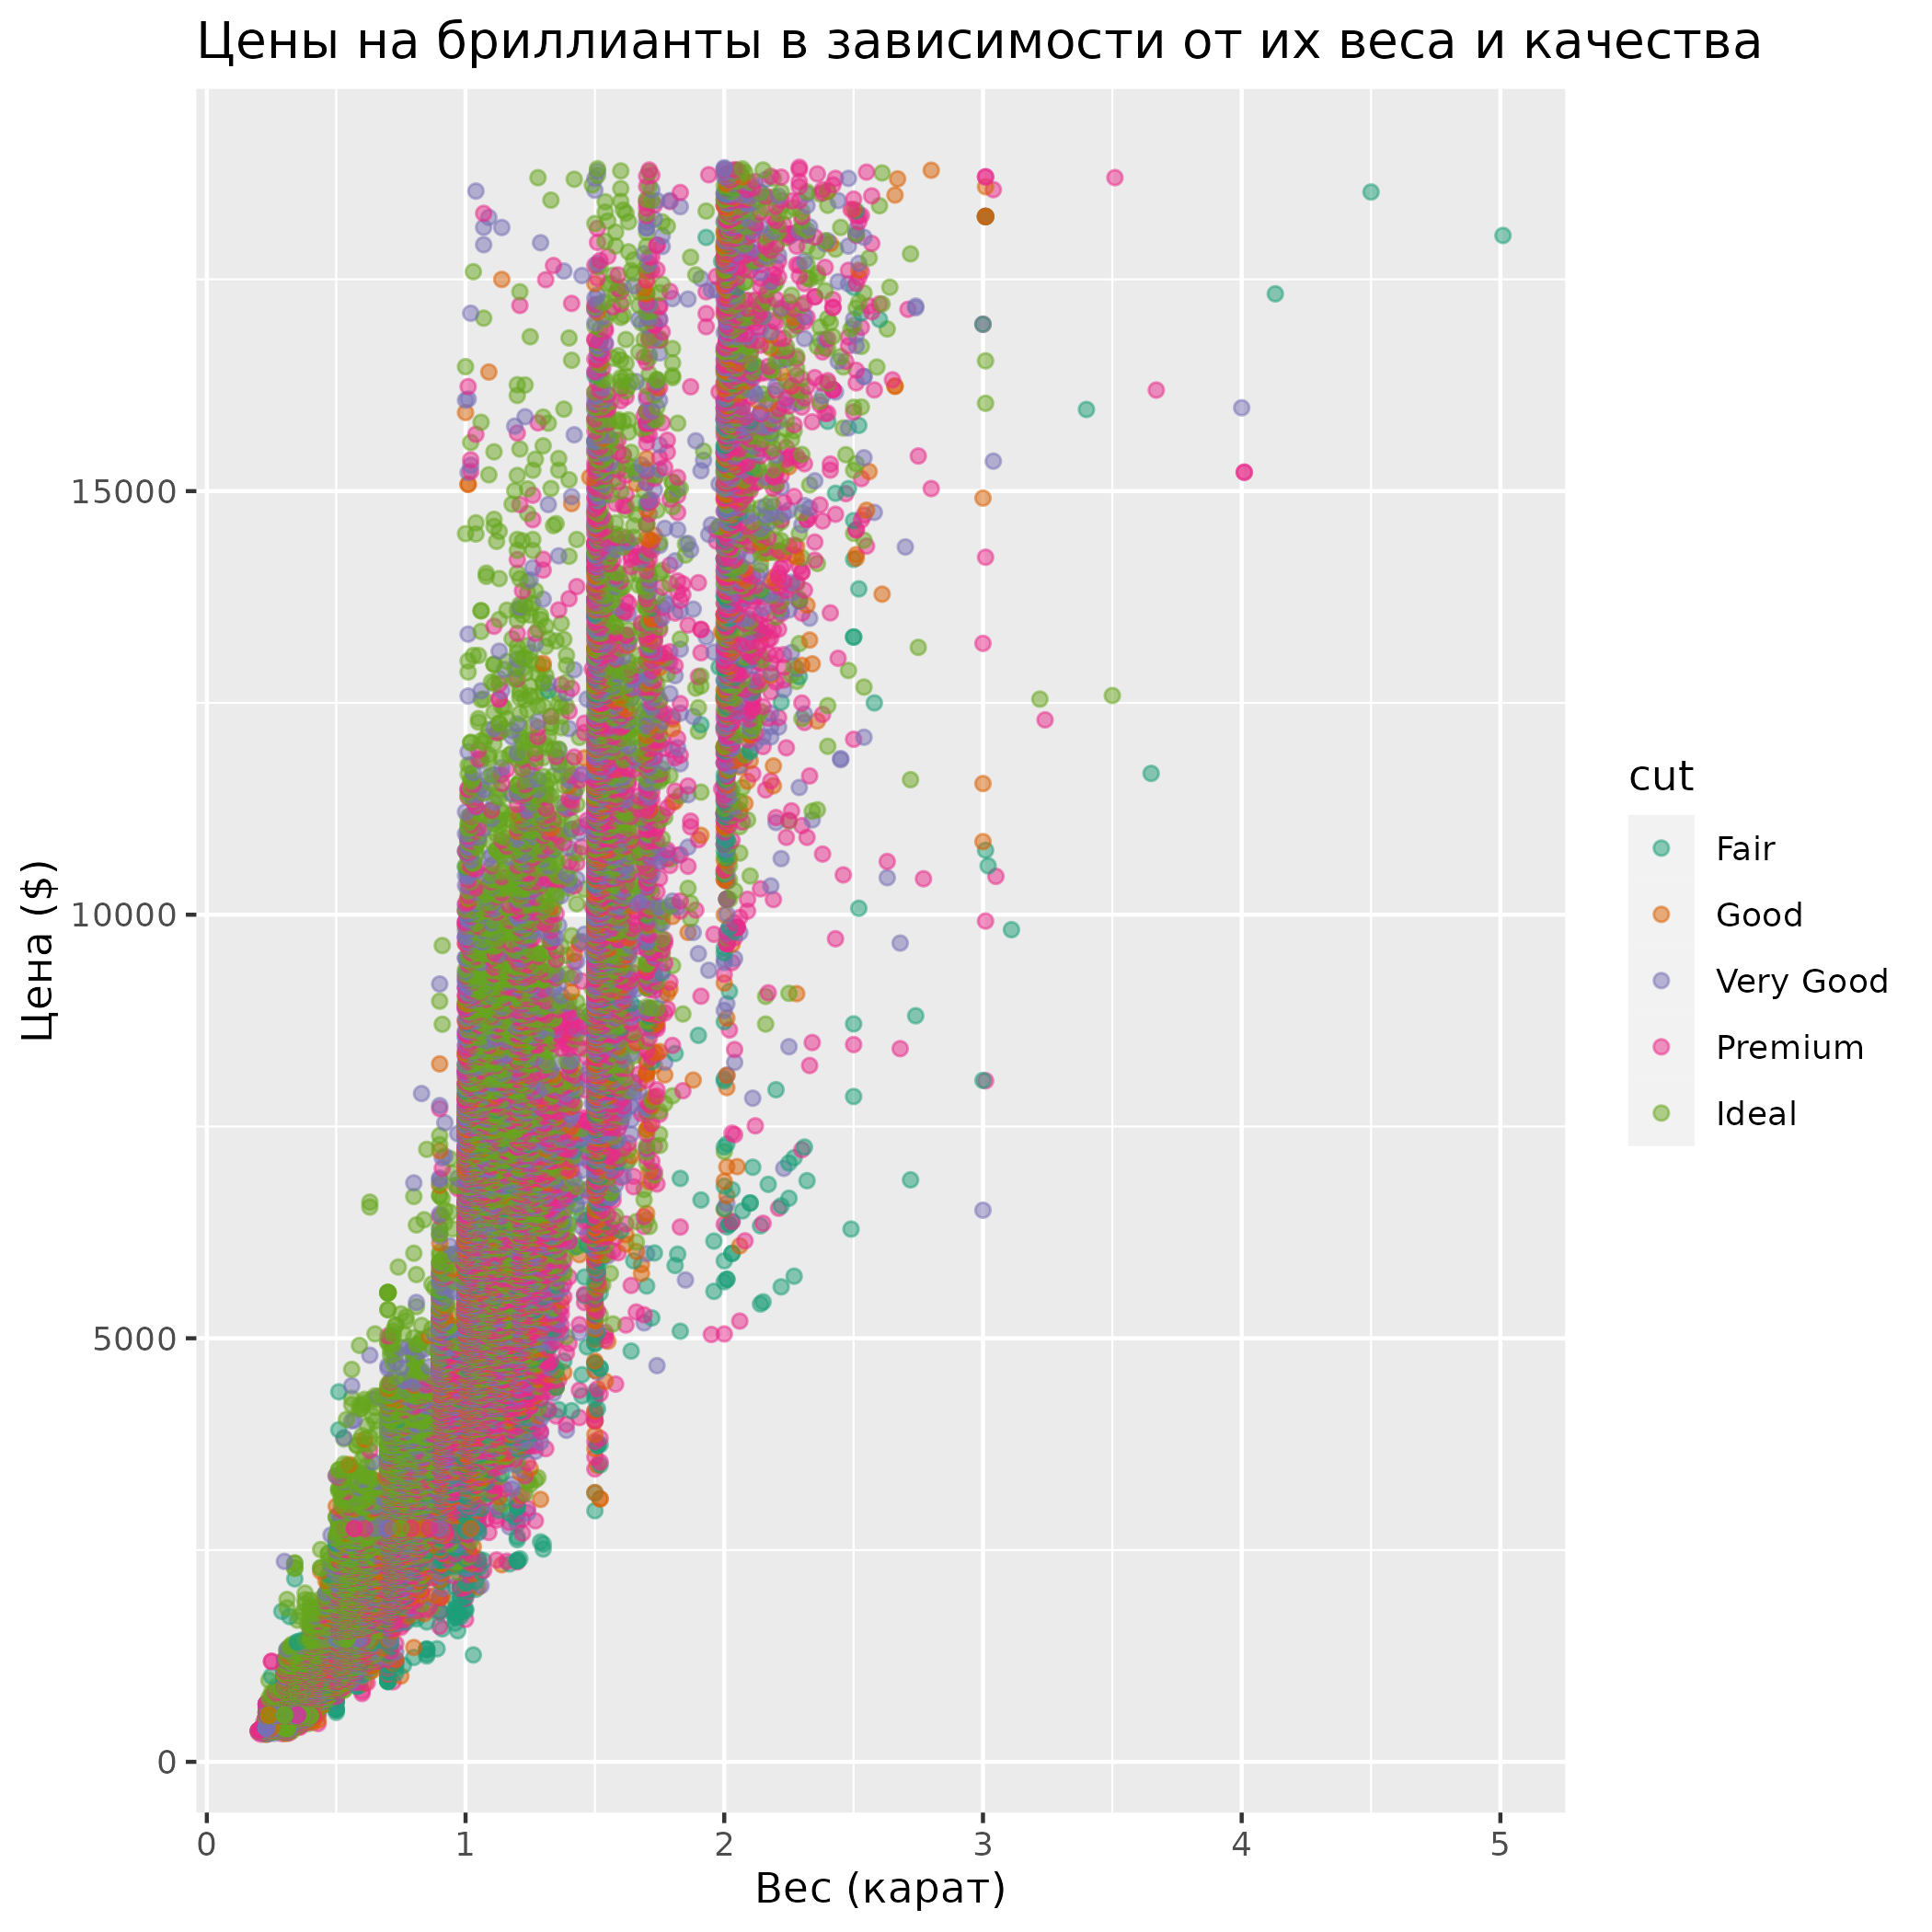 Цены на бриллианты в зависимости от их веса и качества
Цена ($)
15000
10000
5000
0
0 1 2 3 4 5
Вес (карат)
cut
Fair
Good
Very Good
Premium
Ideal